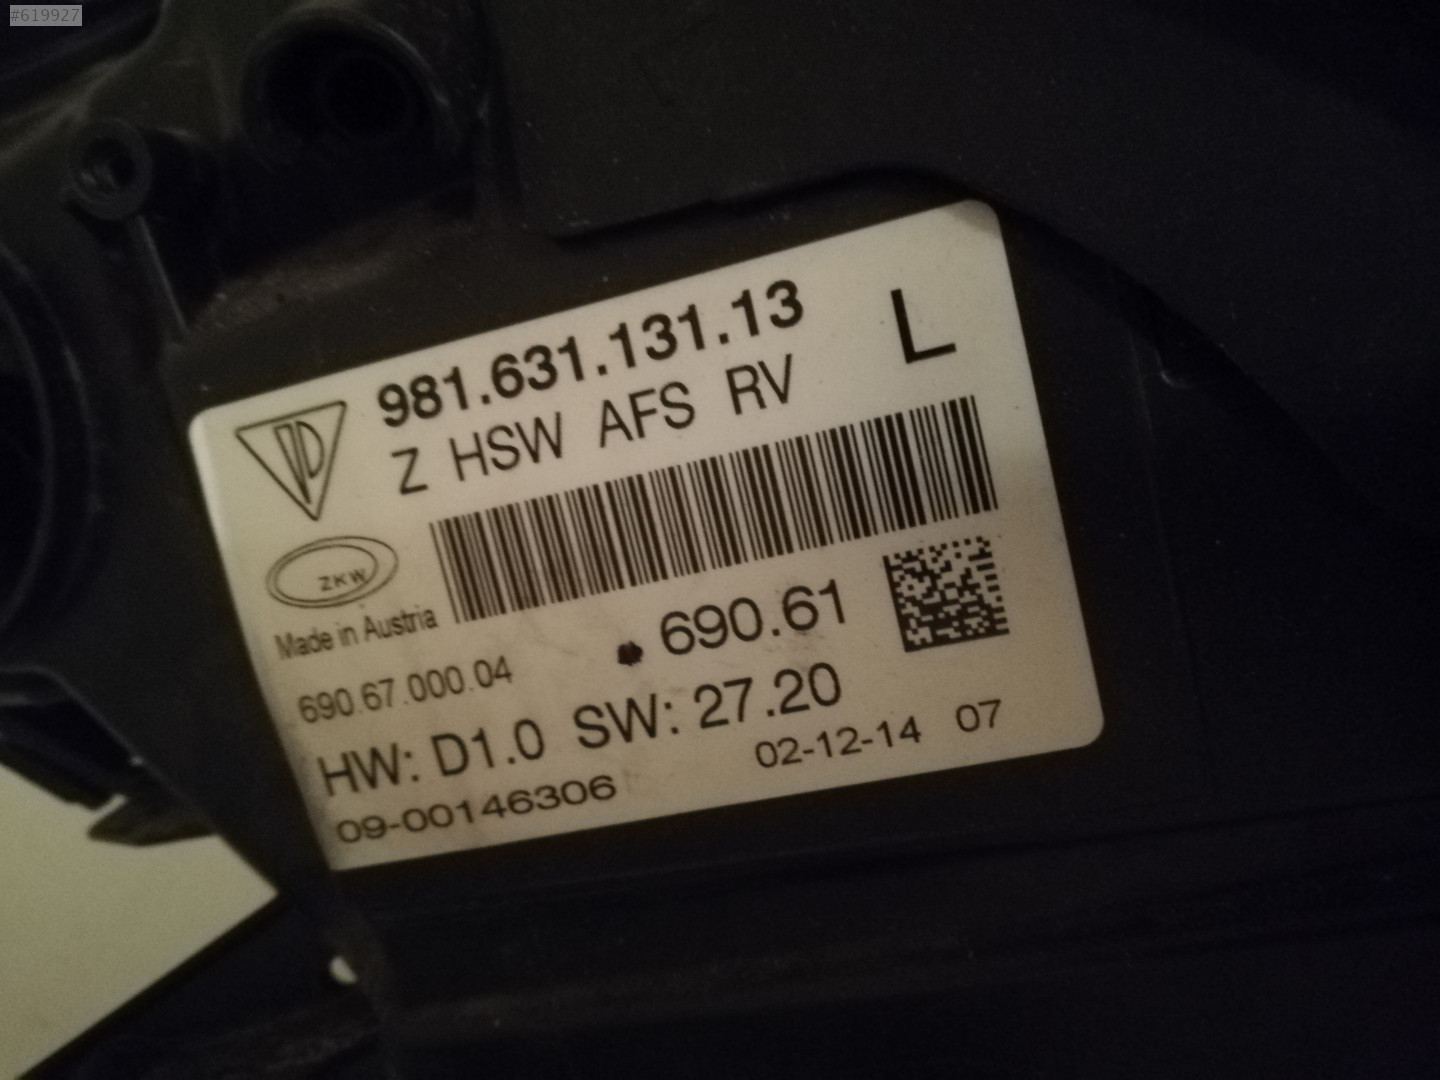 #619927
981.631.131.13
L
Z HSW AFS RV
ZKW
Made in Austria
690.61
690.67.000.04
HW: D1.0 SW: 27.20
09-00146306
02-12-14 07